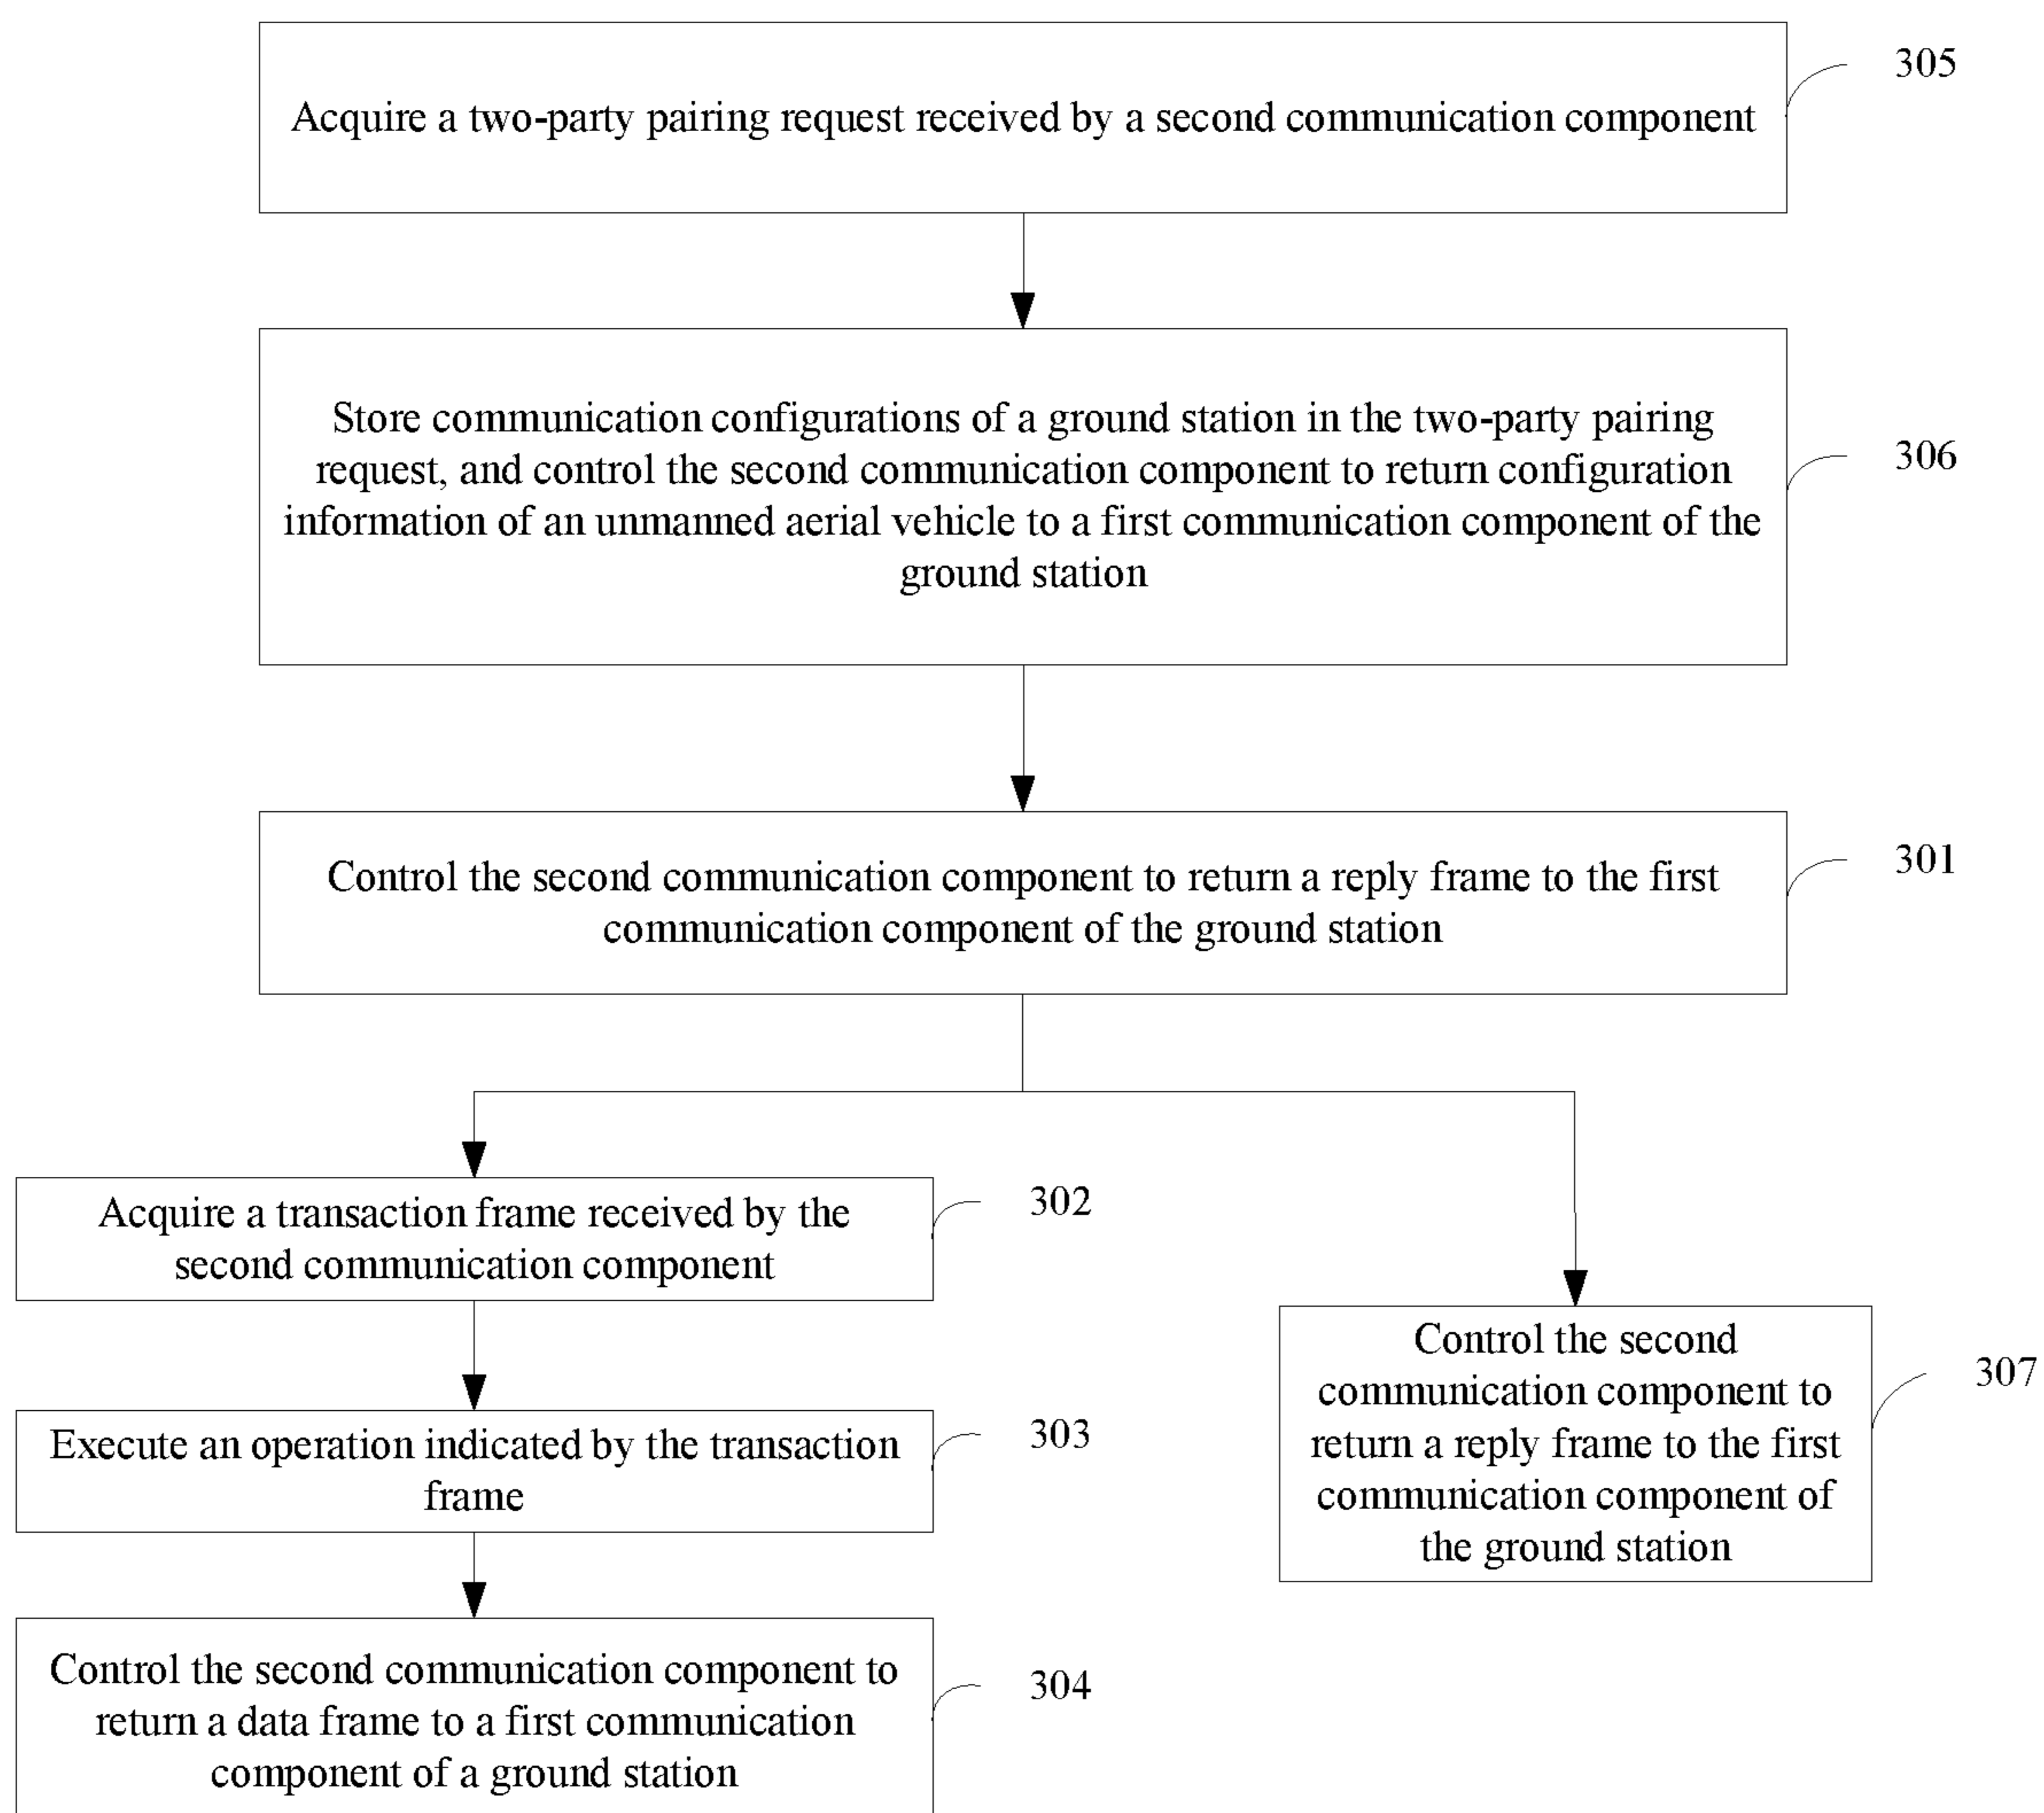 305
Acquire a two-party pairing request received by a second communication component
Store communication configurations of a ground station in the two-party pairing
request, and control the second communication component to return configuration
information of an unmanned aerial vehicle to a first communication component of the
ground station
306
Control the second communication component to return a reply frame to the first
communication component of the ground station
301
Acquire a transaction frame received by the
second communication component
302
Execute an operation indicated by the transaction
frame
303
Control the second communication component to
return a data frame to a first communication
component of a ground station
304
Control the second
communication component to
return a reply frame to the first
communication component of
the ground station
307